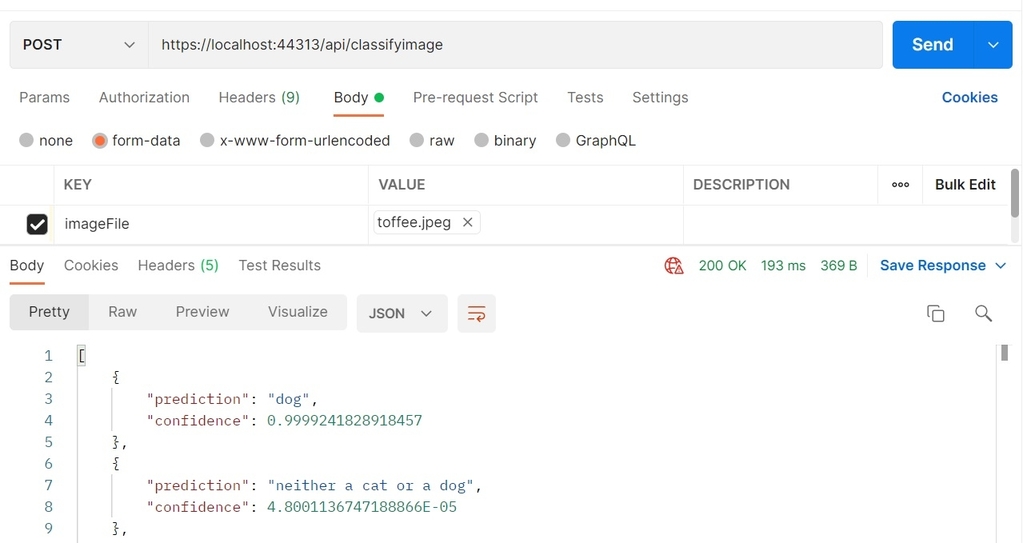 POST https://localhost:44313/api/classifyimage Send
Params Authorization Headers (9) Body Pre-request Script Tests Settings Cookies
none form-data x-www-form-urlencoded raw binary GraphQL
KEY VALUE DESCRIPTION ooo Bulk Edit
imageFile toffee.jpeg ×
Body Cookies Headers (5) Test Results 200 OK 193 ms 369 B Save Response
Pretty Raw Preview Visualize JSON
1 [
2 {
3 "prediction": "dog",
4 "confidence": 0.9999241828918457
5 },
6 {
7 "prediction": "neither a cat or a dog",
8 "confidence": 4.8001136747188866E-05
9 },